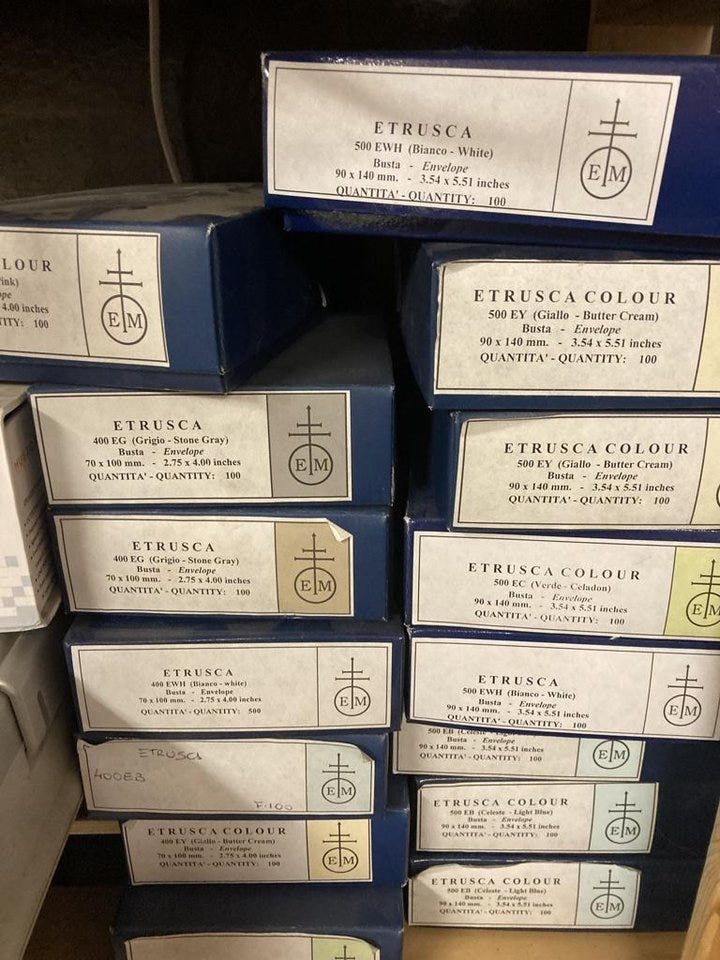 ETRUSCA
500 EWH (Bianco - White)
Busta - Envelope
90 x 140 mm. - 3.54 x 5.51 inches
QUANTITA' - QUANTITY: 100
EM
LOUR
4.00 inches
100
EM
ETRUSCA COLOUR
500 EY (Giallo - Butter Cream)
Busta - Envelope
90 x 140 mm. - 3.54 x 5.51 inches
QUANTITA' - QUANTITY: 100
ETRUSCA
400 EG (Grigio - Stone Gray)
Busta - Envelope
70 x 100 mm. - 2.75 x 4.00 inches
QUANTITA' - QUANTITY: 100
EM
ETRUSCA COLOUR
500 EY (Giallo - Butter Cream)
Busta - Envelope
90 x 140 mm. - 3.54 x 5.51 inches
QUANTITA' - QUANTITY: 100
ETRUSCA
400 EG (Grigio - Stone Gray)
Busta - Envelope
70 x 100 mm. - 2.75 x 4.00 inches
QUANTITA' - QUANTITY: 100
EM
ETRUSCA COLOUR
500 EC (Verde - Celadon)
Busta - Envelope
90 x 140 mm. - 3.54 x 5.51 inches
QUANTITA' - QUANTITY: 100
EM
ETRUSCA
400 EWH (Bianco - white)
Busta - Envelope
70 x 100 mm. - 2.75 x 4.00 inches
QUANTITA' - QUANTITY: 500
EM
ETRUSCA
500 EWH (Bianco - White)
Busta - Envelope
90 x 140 mm. - 3.54 x 5.51 inches
QUANTITA' - QUANTITY: 100
EM
ETRUSCA
400EB
F.100
EM
500 EB
Busta - Envelope
90 x 140 mm. - 3.54 x 5.51 inches
QUANTITA' - QUANTITY: 100
EM
ETRUSCA COLOUR
400 EY (Giallo - Butter Cream)
Busta - Envelope
70 x 100 mm. - 2.75 x 4.00 inches
QUANTITA' - QUANTITY: 100
EM
ETRUSCA COLOUR
500 EB (Celeste - Light Blue)
Busta - Envelope
90 x 140 mm. - 3.54 x 5.51 inches
QUANTITA' - QUANTITY: 100
EM
ETRUSCA COLOUR
500 EB (Celeste - Light Blue)
Busta - Envelope
90 x 140 mm. - 3.54 x 5.51 inches
QUANTITA' - QUANTITY: 100
EM